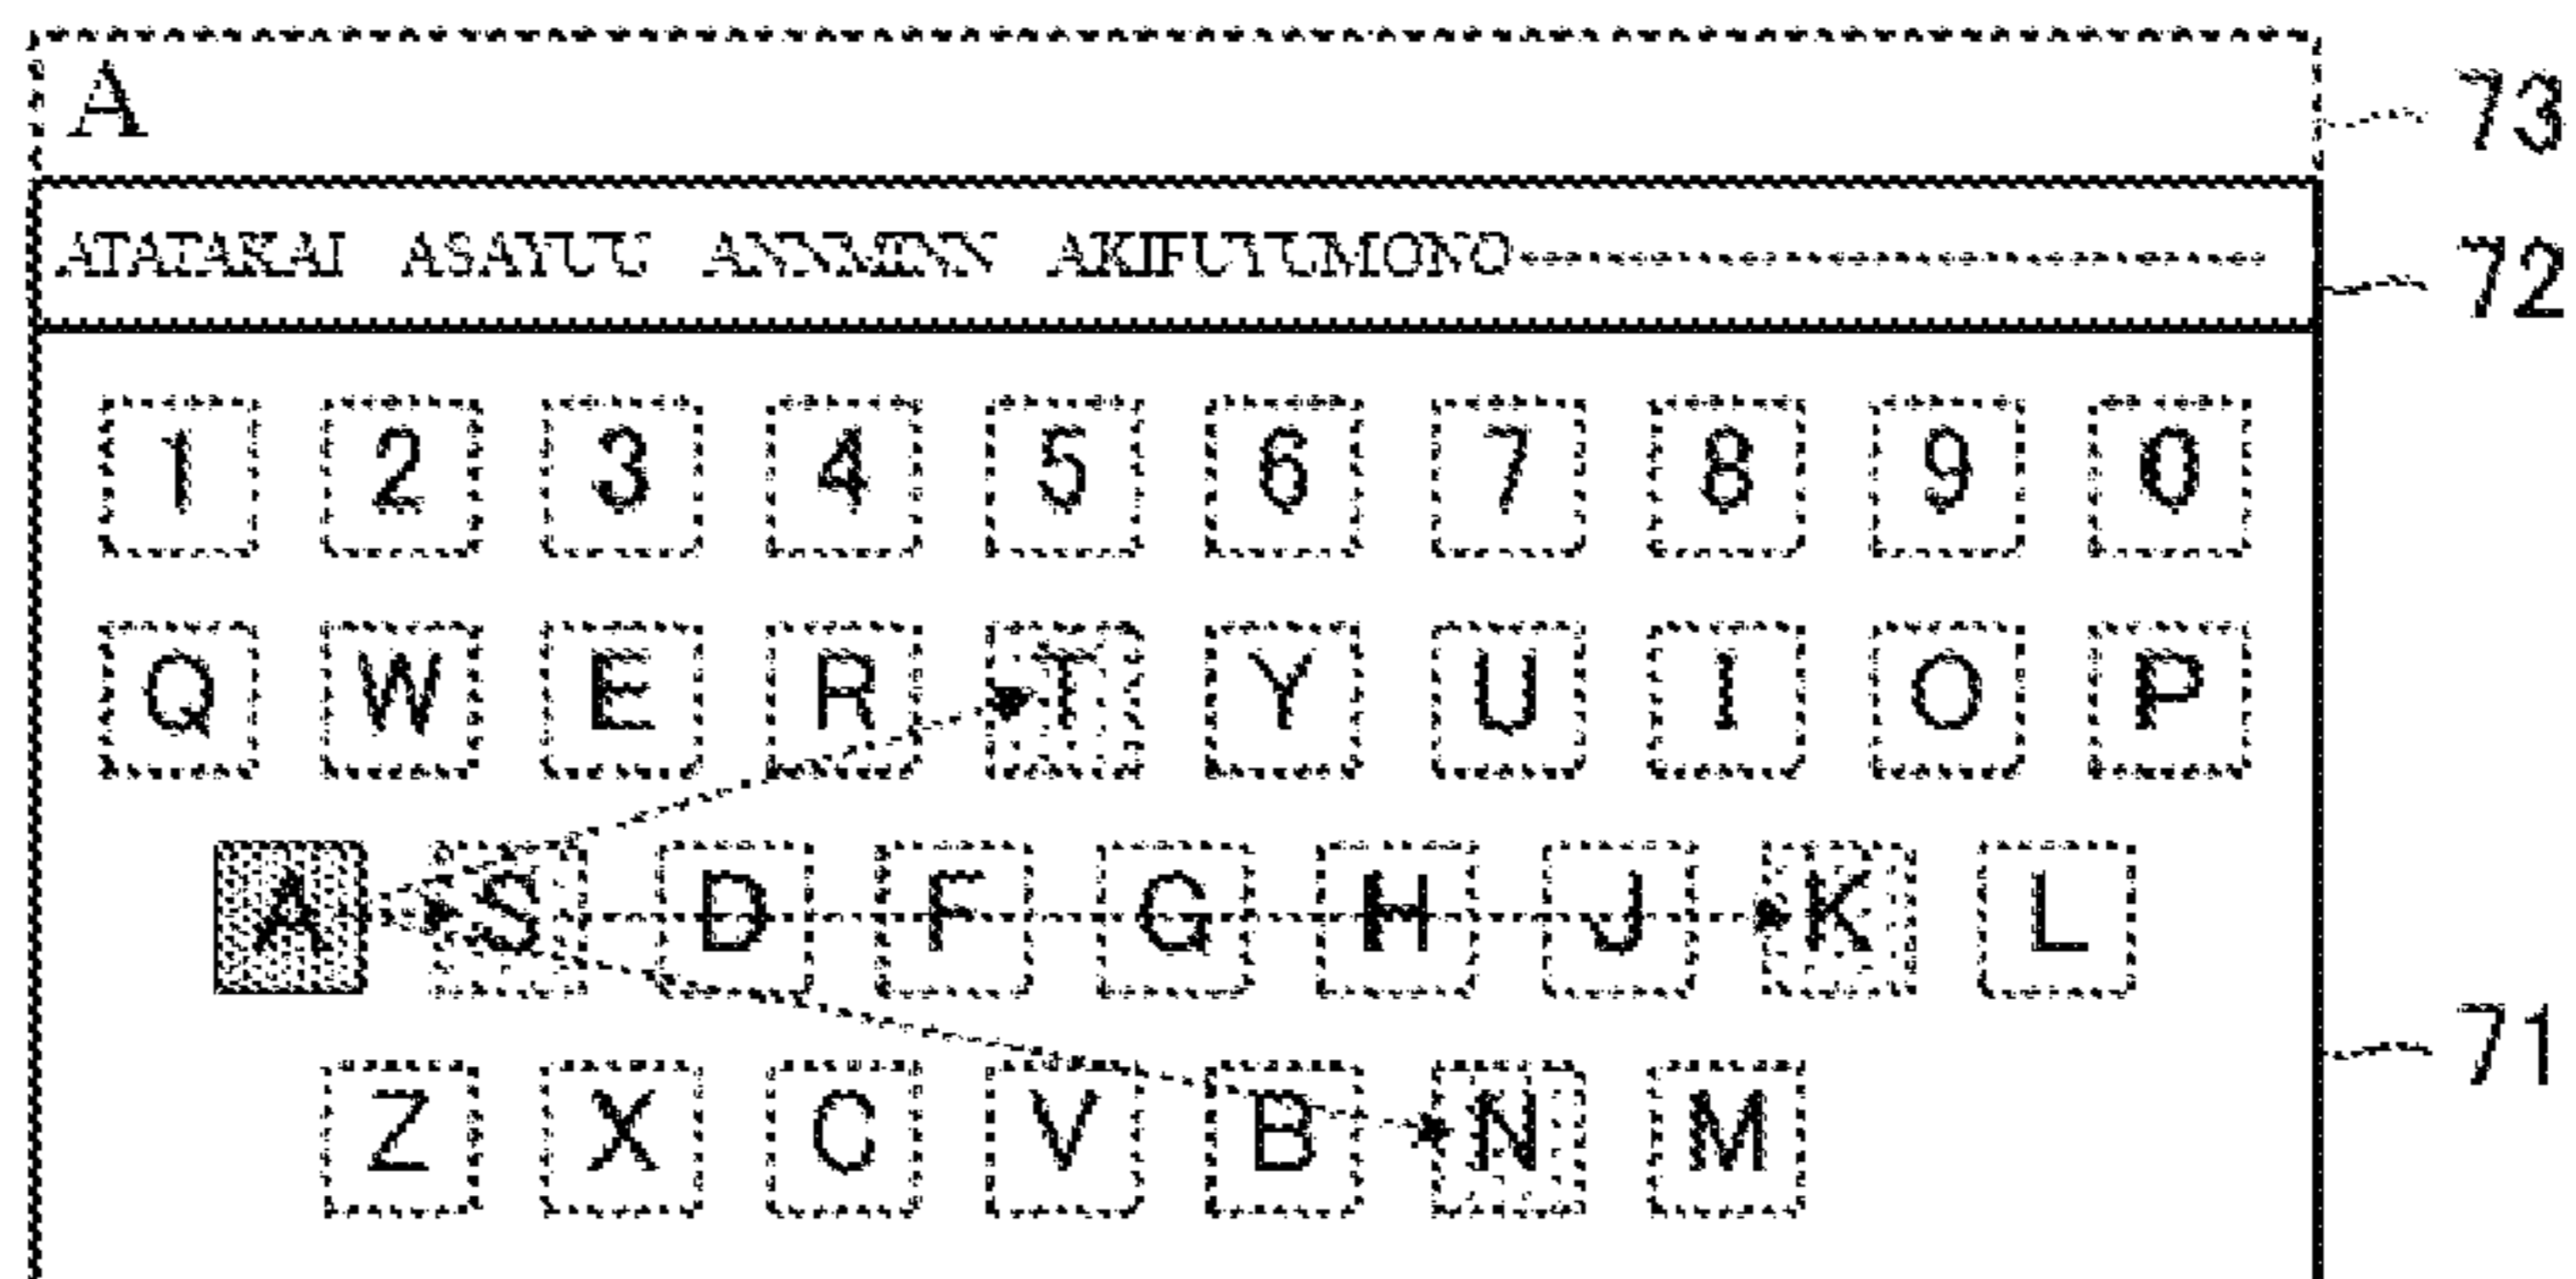 A 73
ATATAKAI ASAYUU ANNMINN AKIFUYUMONO 72
1 2 3 4 5 6 7 8 9 0
Q W E R T Y U I O P
A S D F G H J K L
71
Z X C V B N M